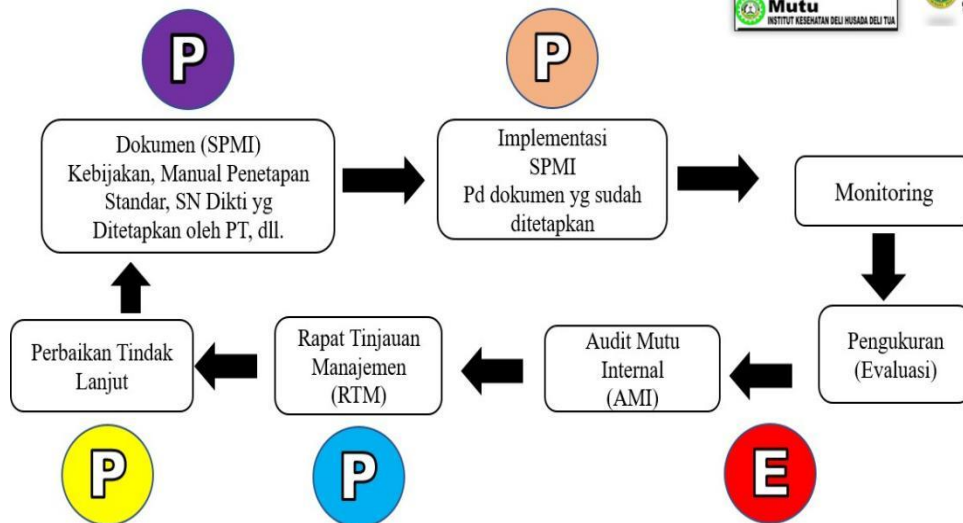 Mutu
INSTITUT KESEHATAN DELI HUSADA DELI TUA
P
P
Dokumen (SPMI)
Kebijakan, Manual Penetapan
Standar, SN Dikti yg
Ditetapkan oleh PT, dll.
Implementasi
SPMI
Pd dokumen yg sudah
ditetapkan
Monitoring
Pengukuran
(Evaluasi)
Audit Mutu
Internal
(AMI)
Rapat Tinjauan
Manajemen
(RTM)
Perbaikan Tindak
Lanjut
P
P
E